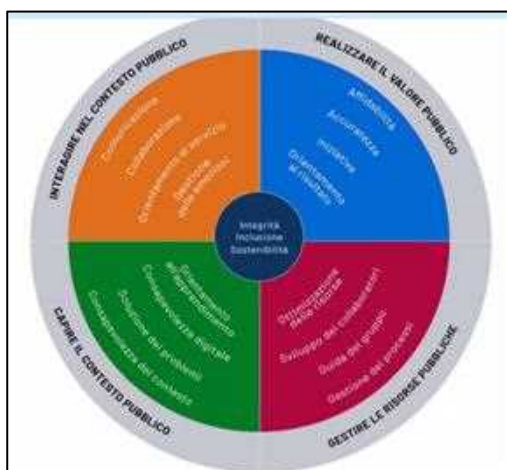 INTERAGIRE NEL CONTESTO PUBBLICO
Comunicazione
Collaborazione
Orientamento al servizio
Gestione
delle emozioni
REALIZZARE IL VALORE PUBBLICO
Affidabilità
Accuratezza
Iniziativa
Orientamento
al risultato
Integrità
Inclusione
Sostenibilità
CAPIRE IL CONTESTO PUBBLICO
Orientamento
all'apprendimento
Consapevolezza digitale
Soluzione dei problemi
Consapevolezza del contesto
GESTIRE LE RISORSE PUBBLICHE
Ottimizzazione
delle risorse
Sviluppo dei collaboratori
Guida del gruppo
Gestione dei processi